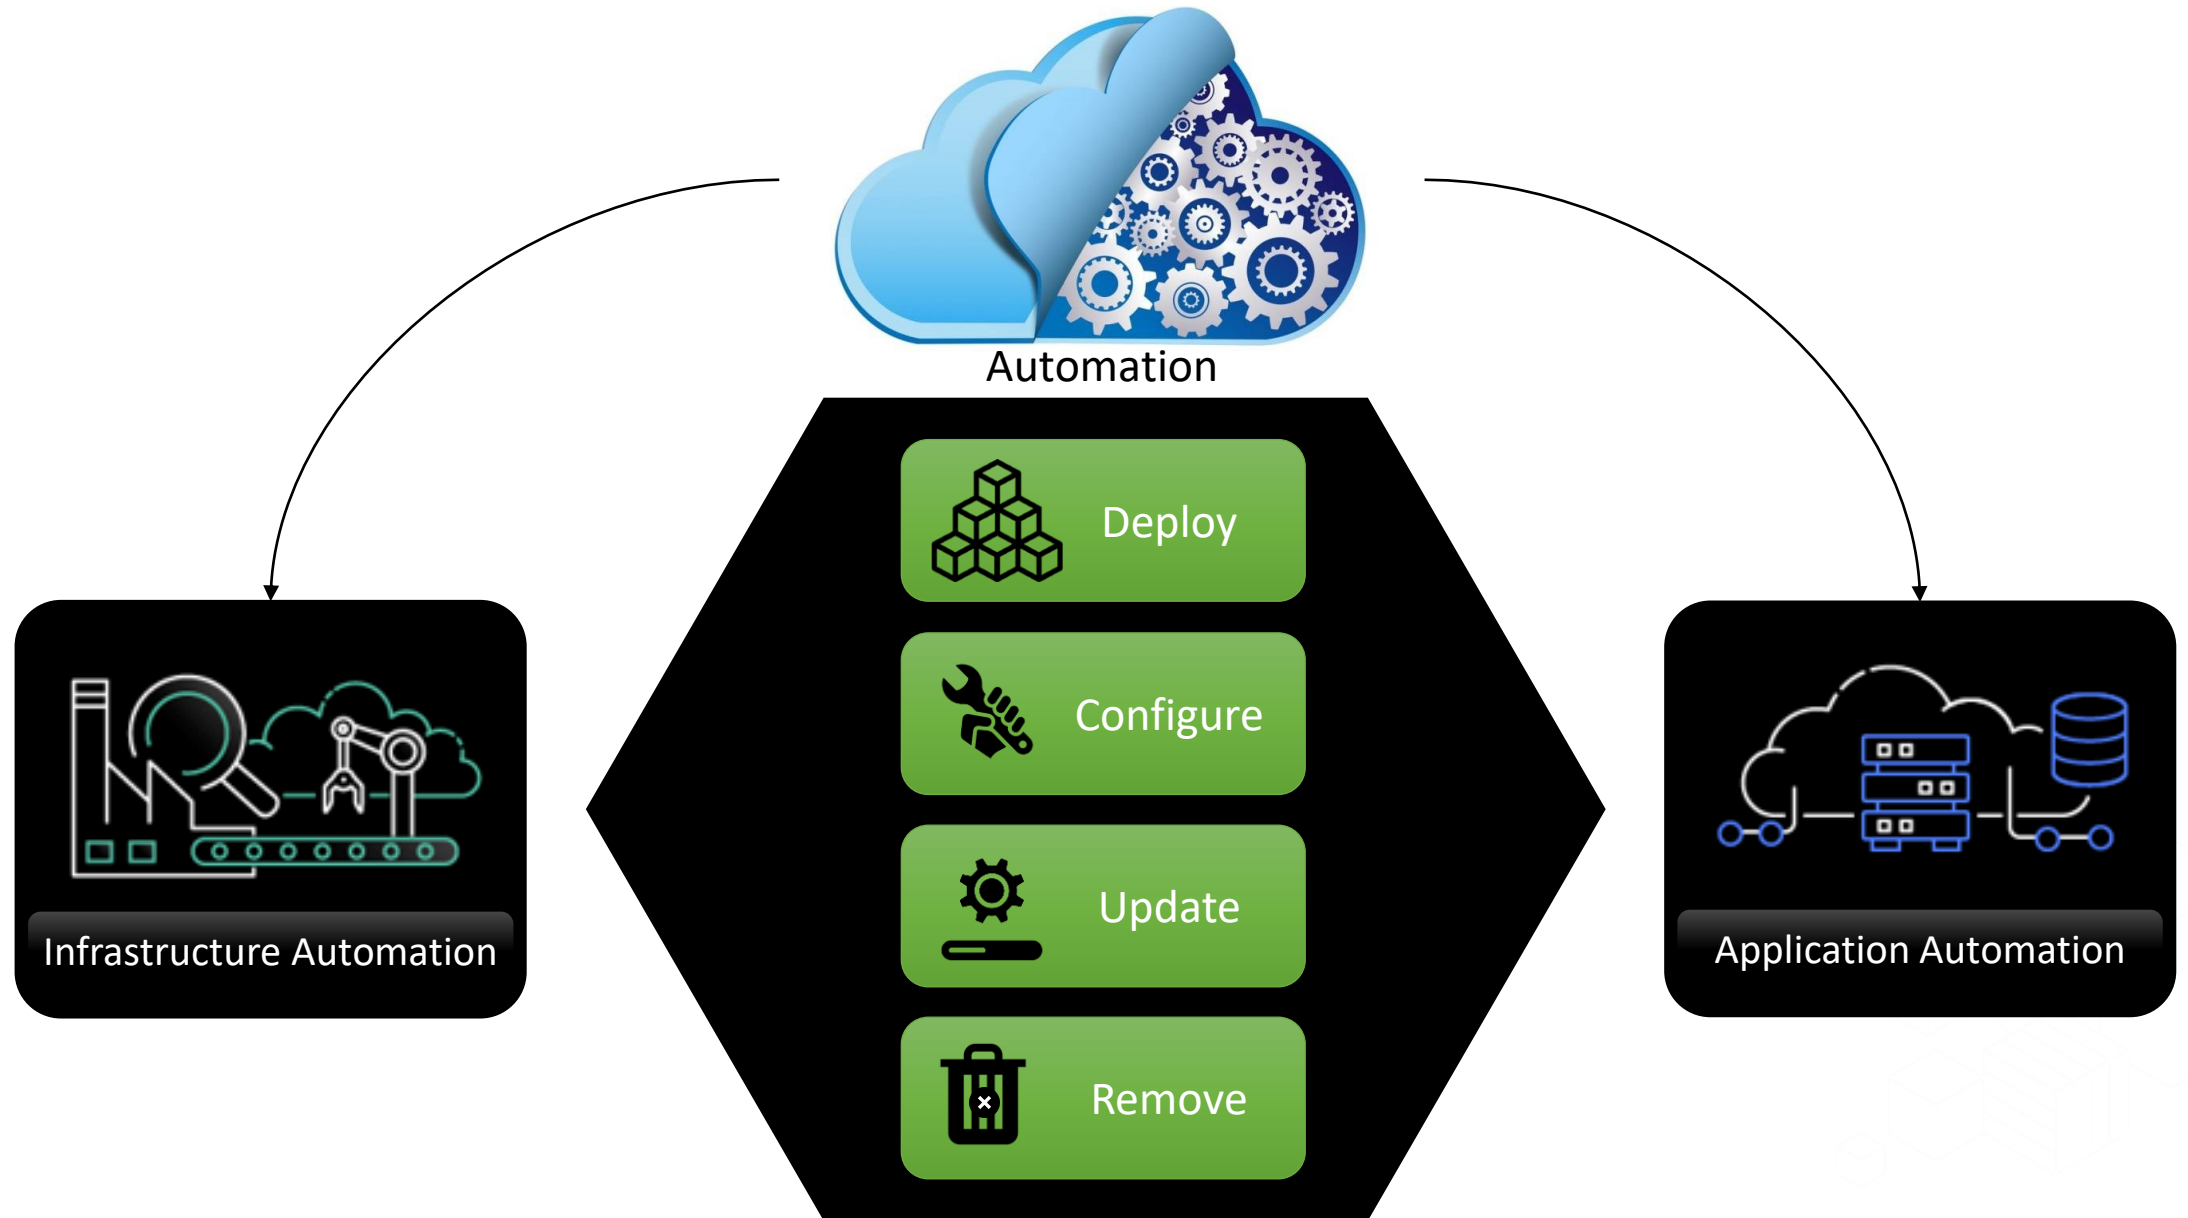 Automation
Deploy
Configure
Update
Remove
Infrastructure Automation
Application Automation